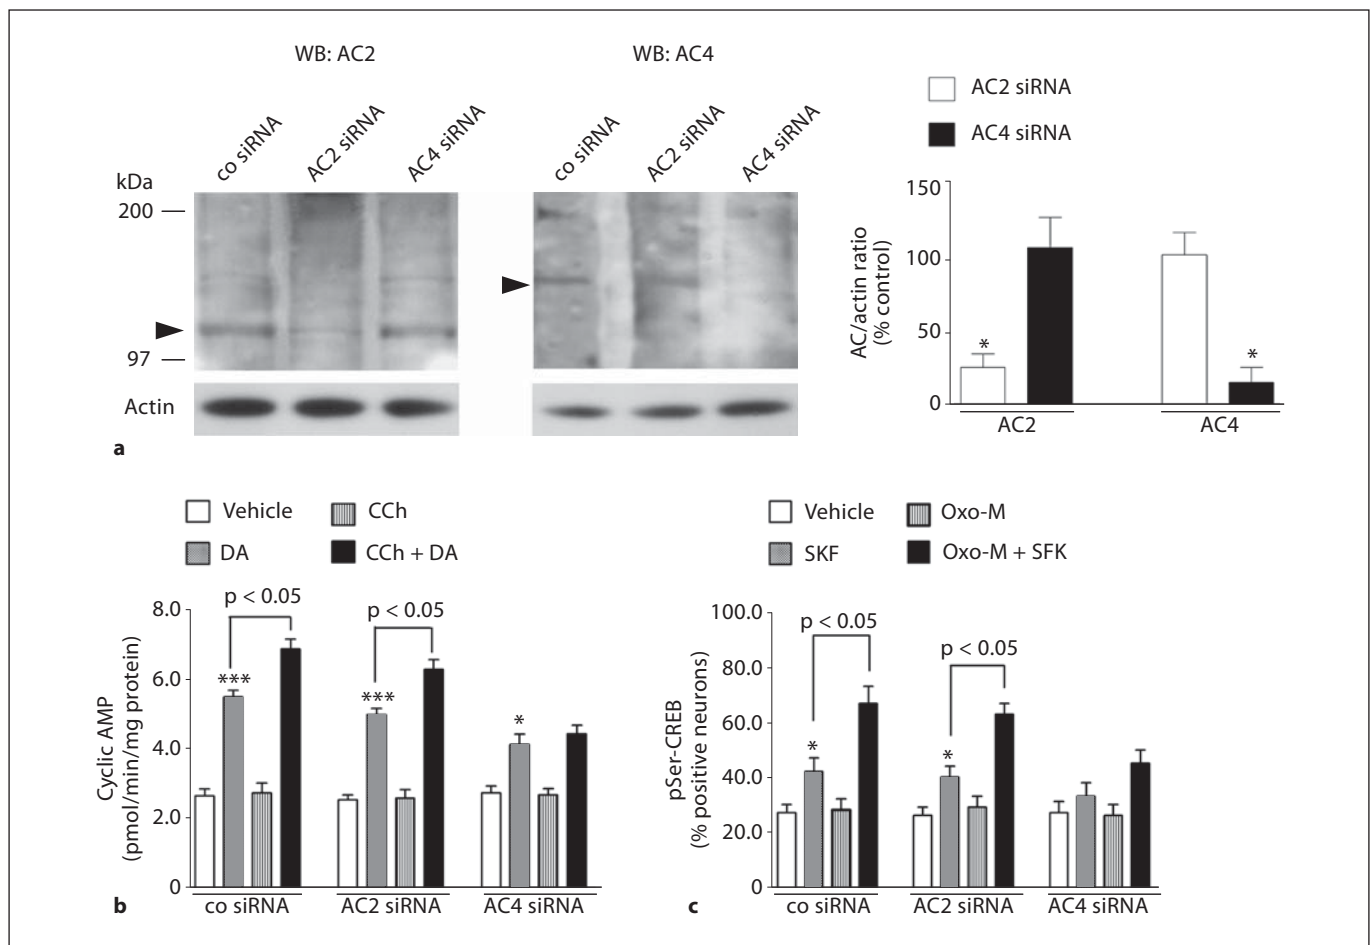 WB: AC2
WB: AC4
co siRNA
AC2 siRNA
AC4 siRNA
co siRNA
AC2 siRNA
AC4 siRNA
kDa
200
97
Actin
AC2 siRNA
AC4 siRNA
AC/actin ratio
(% control)
150
100
50
0
*
*
AC2
AC4
a
Vehicle
CCh
DA
CCh + DA
Cyclic AMP
(pmol/min/mg protein)
8.0
6.0
4.0
2.0
0
p < 0.05
p < 0.05
***
***
*
co siRNA
AC2 siRNA
AC4 siRNA
b
Vehicle
Oxo-M
SKF
Oxo-M + SFK
pSer-CREB
(% positive neurons)
100.0
80.0
60.0
40.0
20.0
0
p < 0.05
p < 0.05
*
*
co siRNA
AC2 siRNA
AC4 siRNA
c